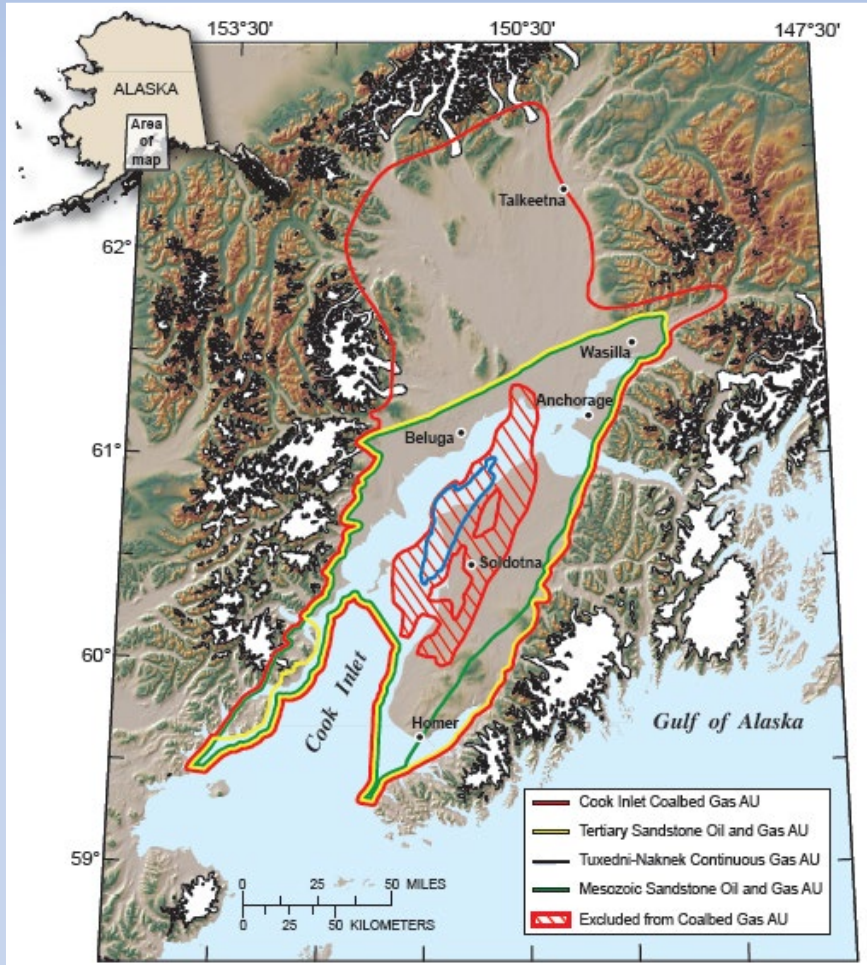 153°30'
150°30'
147°30'
ALASKA
Area
of
map
Talkeetna
62°
Wasilla
Anchorage
Beluga
61°
Soldotna
60°
Cook Inlet
Homer
Gulf of Alaska
59°
Cook Inlet Coalbed Gas AU
Tertiary Sandstone Oil and Gas AU
Tuxedni-Naknek Continuous Gas AU
Mesozoic Sandstone Oil and Gas AU
Excluded from Coalbed Gas AU
0 25 50 MILES
0 25 50 KILOMETERS